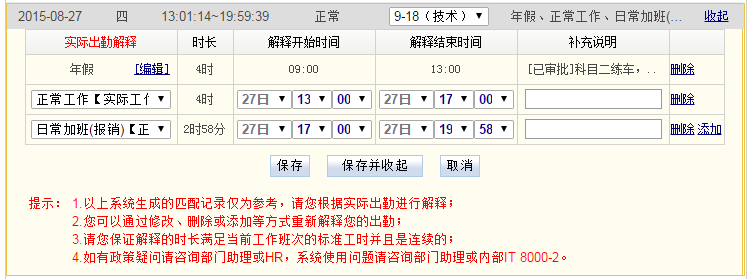 2015-08-27 四 13:01:14~19:59:39 正常 9-18（技术） 年假、正常工作、日常加班(... 收起
实际出勤解释 时长 解释开始时间 解释结束时间 补充说明
年假 [编辑] 4时 09:00 13:00 [已审批]科目二练车，.. 删除
正常工作【实际工作 4时 27日 13 00 27日 17 00 删除
日常加班(报销)【正 2时58分 27日 17 00 27日 19 58 删除 添加
保存 保存并收起 取消
提示： 1.以上系统生成的匹配记录仅为参考，请您根据实际出勤进行解释；
2.您可以通过修改、删除或添加等方式重新解释您的出勤；
3.请您保证解释的时长满足当前工作班次的标准工时并且是连续的；
4.如有政策疑问请咨询部门助理或HR，系统使用问题请咨询部门助理或内部IT 8000-2。